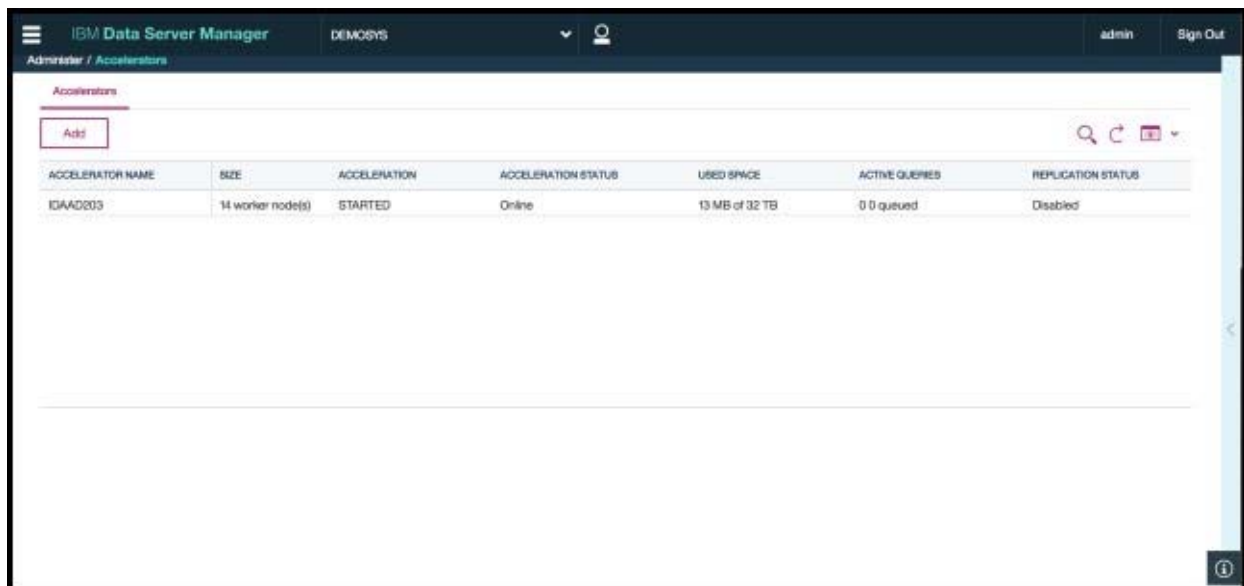 IBM Data Server Manager DEMOSYS admin Sign Out
Administer / Accelerators
Accelerators
Add
ACCELERATOR NAME SIZE ACCELERATION ACCELERATION STATUS USED SPACE ACTIVE QUERIES REPLICATION STATUS
IDAAD203 14 worker node(s) STARTED Online 13 MB of 32 TB 0 0 queued Disabled